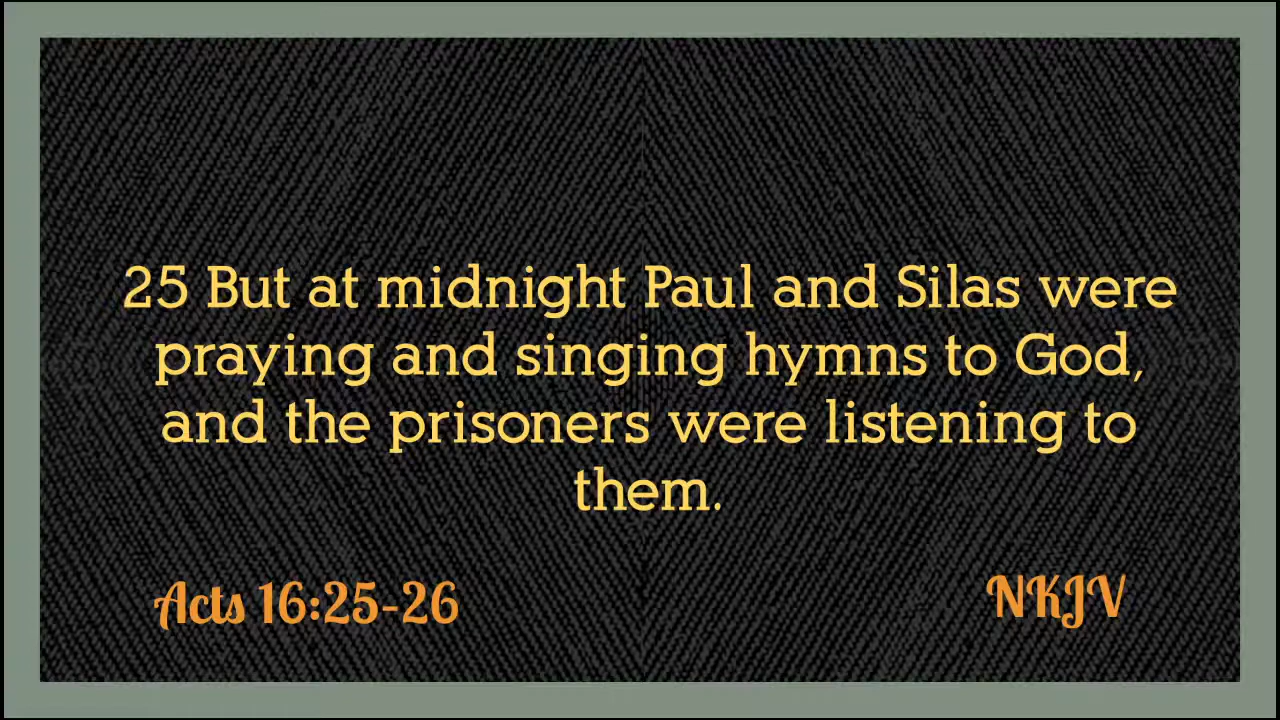 25 But at midnight Paul and Silas were
praying and singing hymns to God,
and the prisoners were listening to
them.
Acts 16:25-26
NKJV